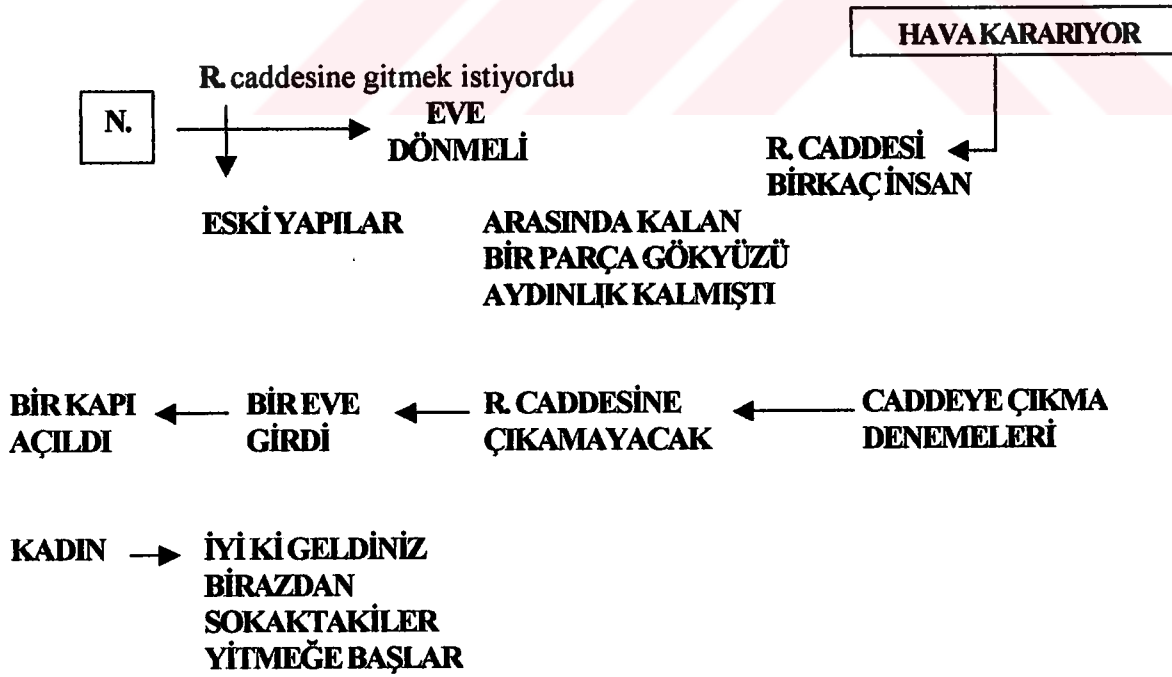 HAVA KARARIYOR
R. caddesine gitmek istiyordu
N.
EVE
DÖNMELİ
R. CADDESİ
BİRKAÇ İNSAN
ESKİ YAPILAR
ARASINDA KALAN
BİR PARÇA GÖKYÜZÜ
AYDINLIK KALMIŞTI
BİR KAPI
AÇILDI
BİR EVE
GİRDİ
R. CADDESİNE
ÇIKAMAYACAK
CADDEYE ÇIKMA
DENEMELERİ
KADIN
İYİ Kİ GELDİNİZ
BİRAZDAN
SOKAKTAKİLER
YİTMEĞE BAŞLAR